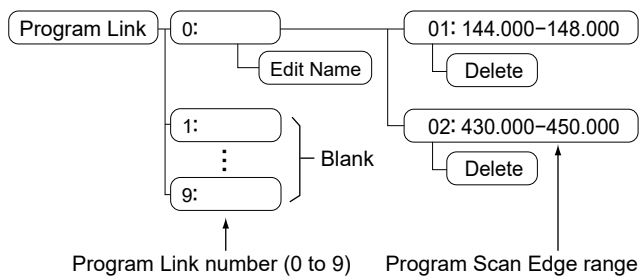 Program Link
0:
01: 144.000–148.000
Edit Name
Delete
02: 430.000–450.000
1:
⋮
Blank
Delete
9:
Program Link number (0 to 9)
Program Scan Edge range